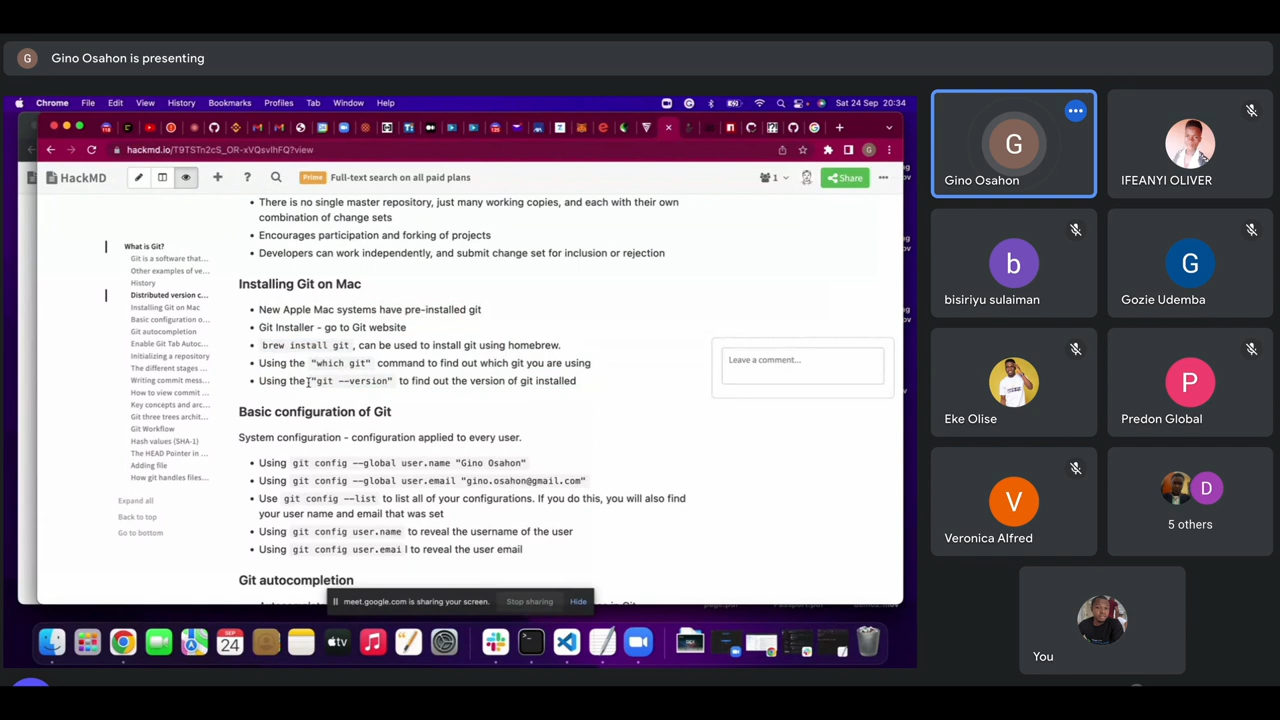 G Gino Osahon is presenting
Chrome File Edit View History Bookmarks Profiles Tab Window Help Sat 24 Sep 20:34
hackmd.io/T9TSTn2cS_OR-xVQsvIhFQ?view
HackMD Prime Full-text search on all paid plans 1 Share
There is no single master repository, just many working copies, and each with their own
combination of change sets
Encourages participation and forking of projects
Developers can work independently, and submit change set for inclusion or rejection
What is Git?
Git is a software that…
Other examples of ve…
History
Distributed version c…
Installing Git on Mac
Basic configuration o…
Git autocompletion
Enable Git Tab Autoc…
Initializing a repository
The different stages …
Writing commit mess…
How to view commit …
Key concepts and arc…
Git three trees archit…
Git Workflow
Hash values (SHA-1)
The HEAD Pointer in …
Adding file
How git handles files…
Expand all
Back to top
Go to bottom
Installing Git on Mac
New Apple Mac systems have pre-installed git
Git Installer - go to Git website
brew install git , can be used to install git using homebrew.
Using the "which git" command to find out which git you are using
Using the "git --version" to find out the version of git installed
Leave a comment...
Basic configuration of Git
System configuration - configuration applied to every user.
Using git config --global user.name "Gino Osahon"
Using git config --global user.email "gino.osahon@gmail.com"
Use git config --list to list all of your configurations. If you do this, you will also find
your user name and email that was set
Using git config user.name to reveal the username of the user
Using git config user.emai l to reveal the user email
Git autocompletion
meet.google.com is sharing your screen. Stop sharing Hide
SEP
24
tv
G
Gino Osahon
IFEANYI OLIVER
b
bisiriyu sulaiman
G
Gozie Udemba
Eke Olise
P
Predon Global
V
Veronica Alfred
D
5 others
You